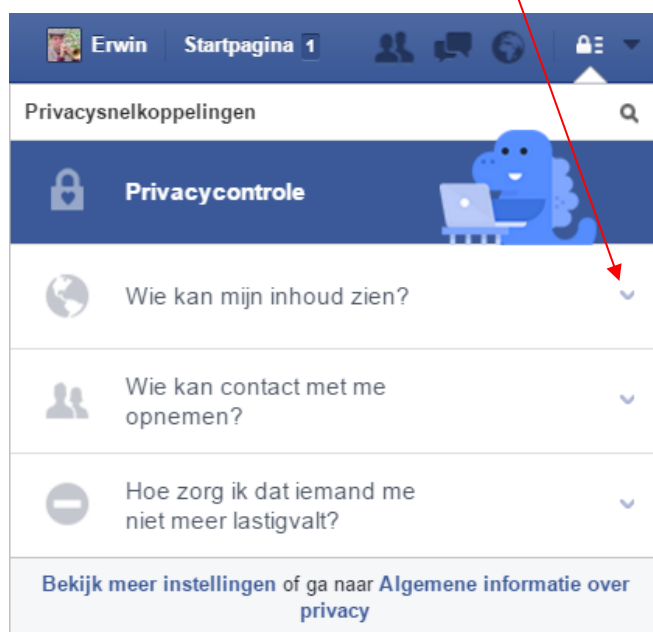 Erwin Startpagina 1
Privacysnelkoppelingen
Privacycontrole
Wie kan mijn inhoud zien?
Wie kan contact met me
opnemen?
Hoe zorg ik dat iemand me
niet meer lastigvalt?
Bekijk meer instellingen of ga naar Algemene informatie over
privacy